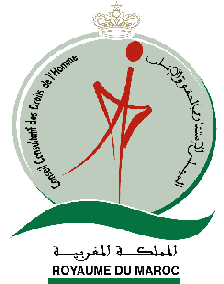 Conseil Consultatif des Droits de l'Homme
المجلس الاستشاري لحقوق الإنسان
المملكة المغربية
ROYAUME DU MAROC